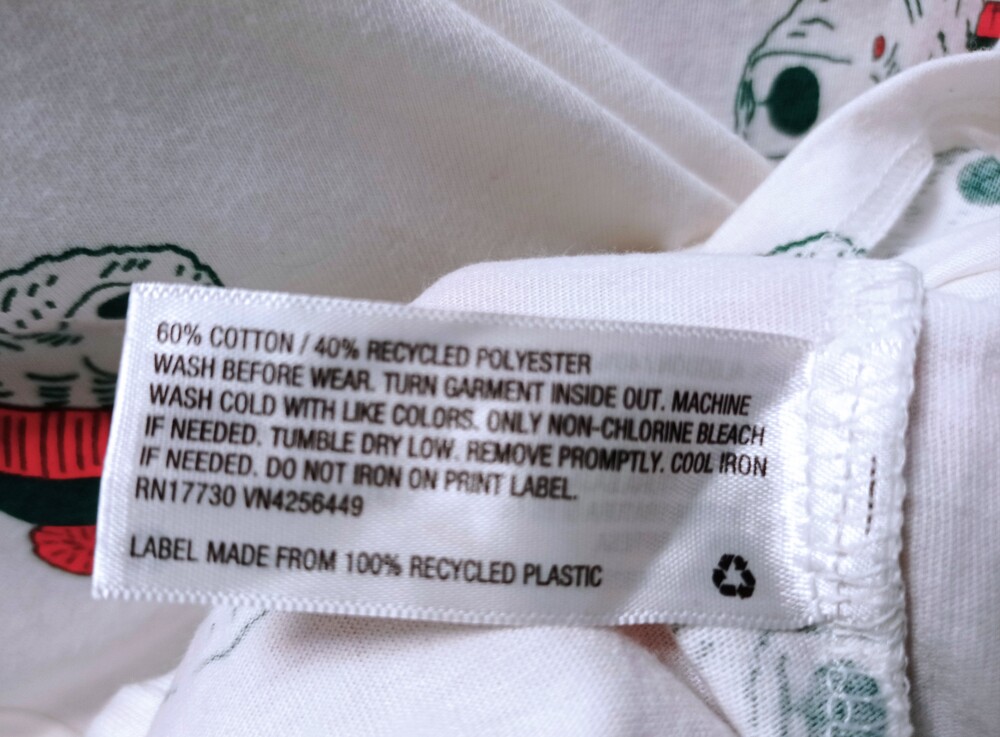 60% COTTON / 40% RECYCLED POLYESTER
WASH BEFORE WEAR. TURN GARMENT INSIDE OUT. MACHINE
WASH COLD WITH LIKE COLORS. ONLY NON-CHLORINE BLEACH
IF NEEDED. TUMBLE DRY LOW. REMOVE PROMPTLY. COOL IRON
IF NEEDED. DO NOT IRON ON PRINT LABEL.
RN17730 VN4256449
LABEL MADE FROM 100% RECYCLED PLASTIC